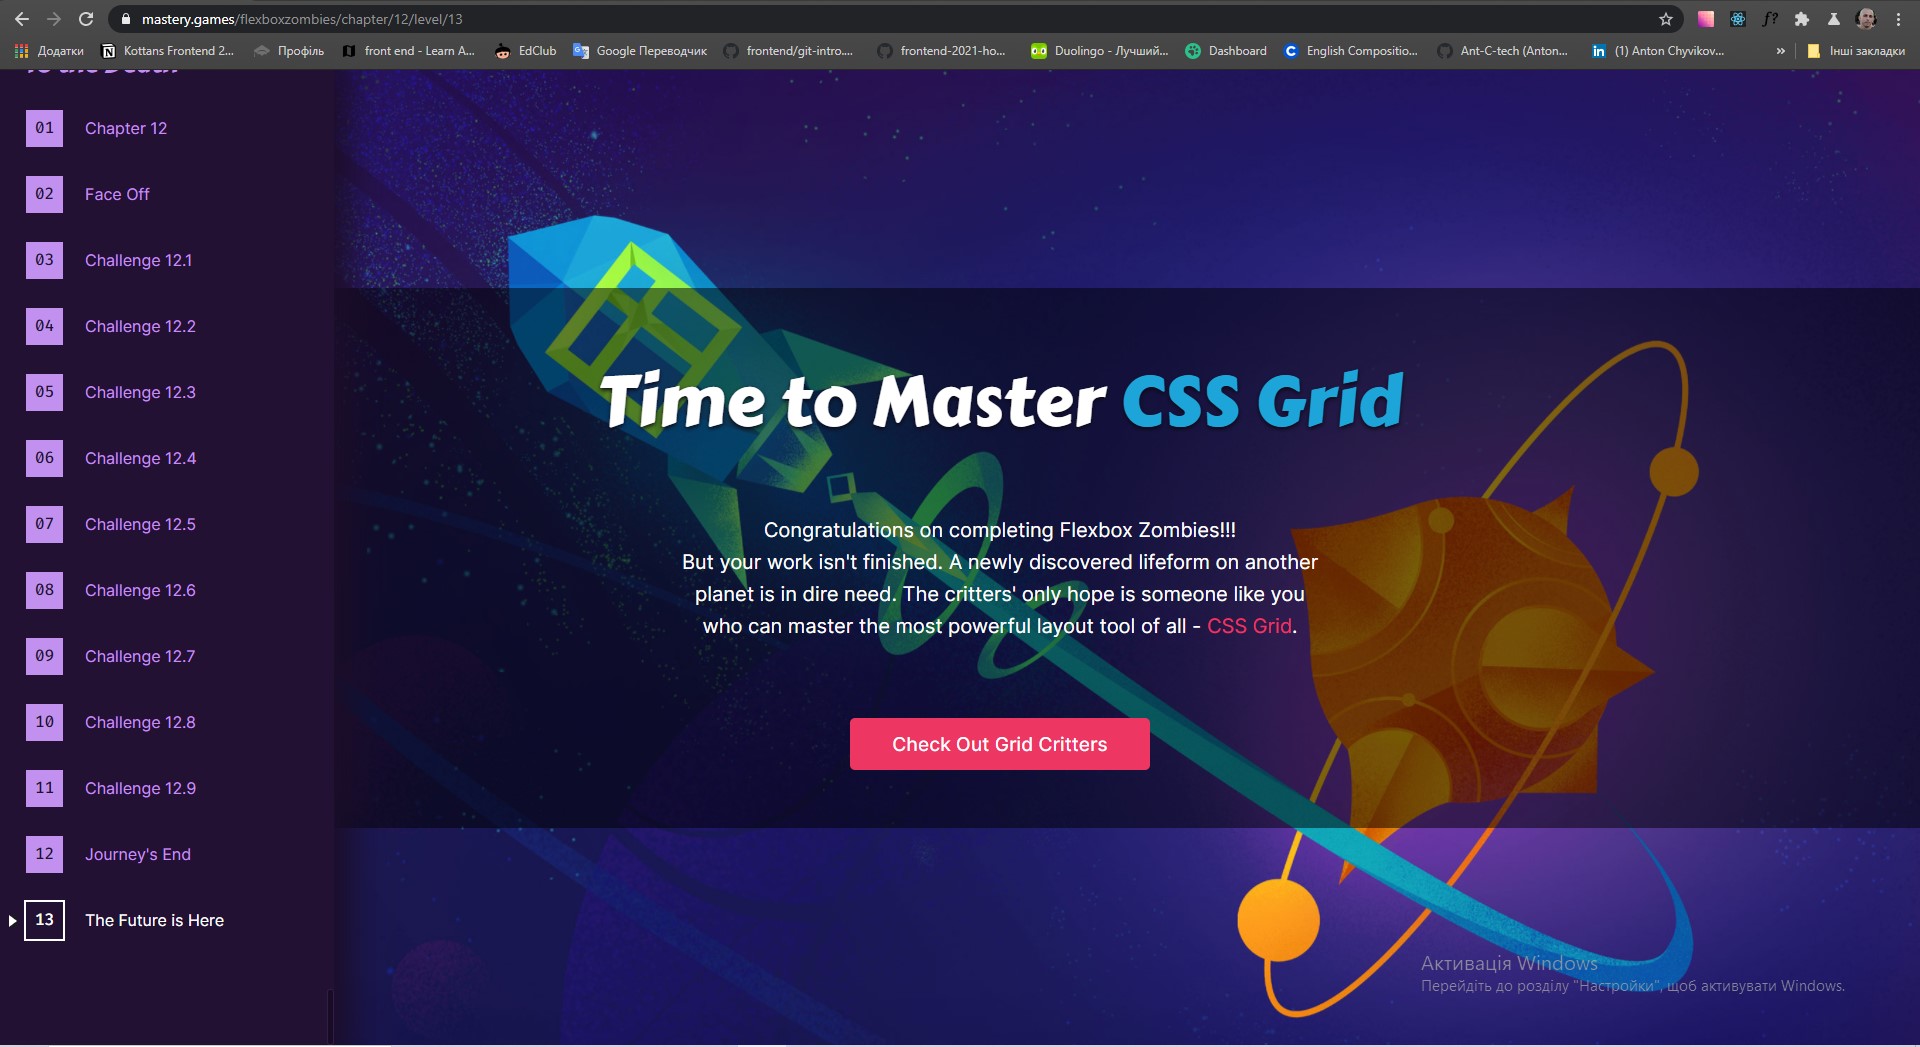 mastery.games/flexboxzombies/chapter/12/level/13
Додатки
Kottans Frontend 2...
Профіль
front end - Learn A...
EdClub
Google Переводчик
frontend/git-intro....
frontend-2021-ho...
Duolingo - Лучший...
Dashboard
English Compositio...
Ant-C-tech (Anton...
(1) Anton Chyvikov...
»
Інші закладки
to the Death
01 Chapter 12
02 Face Off
03 Challenge 12.1
04 Challenge 12.2
05 Challenge 12.3
06 Challenge 12.4
07 Challenge 12.5
08 Challenge 12.6
09 Challenge 12.7
10 Challenge 12.8
11 Challenge 12.9
12 Journey's End
13 The Future is Here
Time to Master CSS Grid
Congratulations on completing Flexbox Zombies!!!
But your work isn't finished. A newly discovered lifeform on another
planet is in dire need. The critters' only hope is someone like you
who can master the most powerful layout tool of all - CSS Grid.
Check Out Grid Critters
Активація Windows
Перейдіть до розділу "Настройки", щоб активувати Windows.